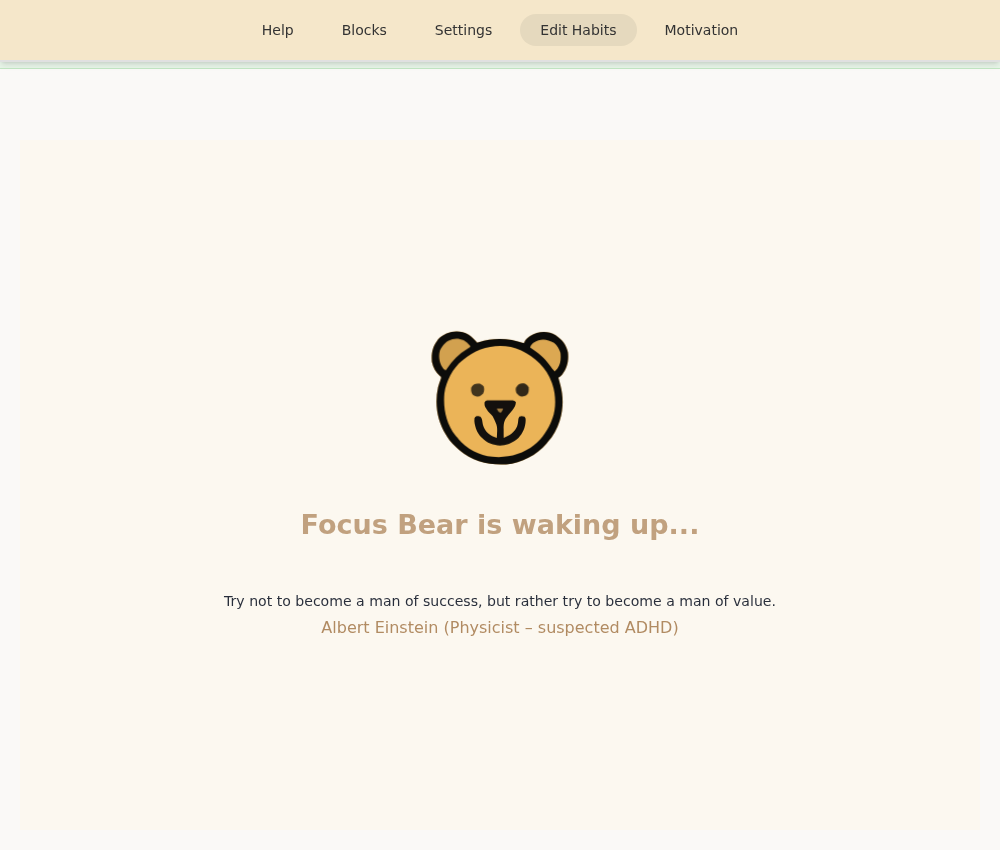 Help
Blocks
Settings
Edit Habits
Motivation
Focus Bear is waking up...
Try not to become a man of success, but rather try to become a man of value.
Albert Einstein (Physicist – suspected ADHD)